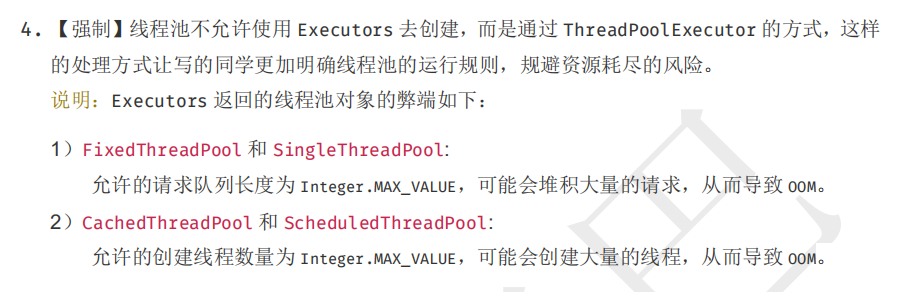 4. 【强制】线程池不允许使用 Executors 去创建，而是通过 ThreadPoolExecutor 的方式，这样
的处理方式让写的同学更加明确线程池的运行规则，规避资源耗尽的风险。
说明：Executors 返回的线程池对象的弊端如下：
1）FixedThreadPool 和 SingleThreadPool:
允许的请求队列长度为 Integer.MAX_VALUE，可能会堆积大量的请求，从而导致 OOM。
2）CachedThreadPool 和 ScheduledThreadPool:
允许的创建线程数量为 Integer.MAX_VALUE，可能会创建大量的线程，从而导致 OOM。